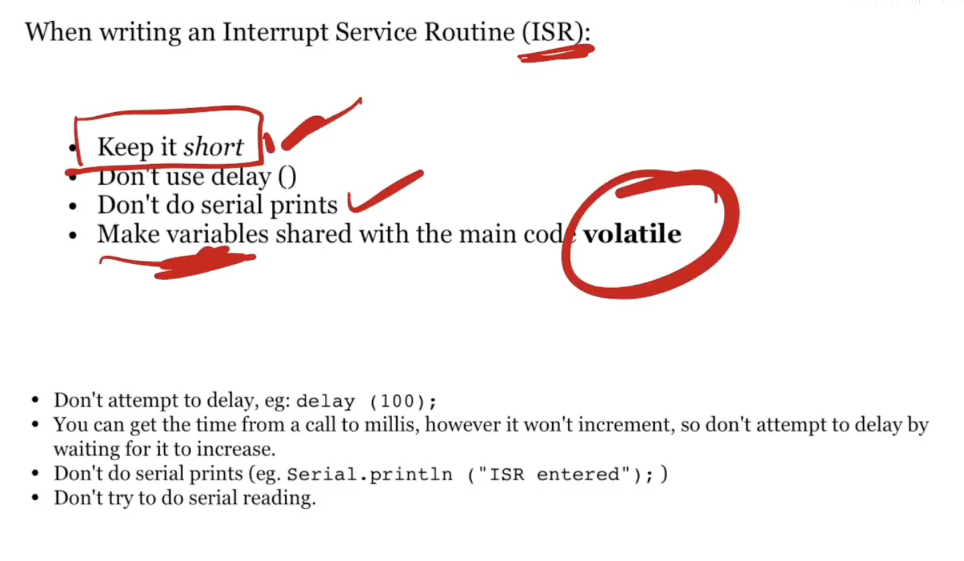 When writing an Interrupt Service Routine (ISR):
• Keep it short
• Don't use delay ()
• Don't do serial prints
• Make variables shared with the main code volatile
• Don't attempt to delay, eg: delay (100);
• You can get the time from a call to millis, however it won't increment, so don't attempt to delay by
waiting for it to increase.
• Don't do serial prints (eg. Serial.println ("ISR entered"); )
• Don't try to do serial reading.